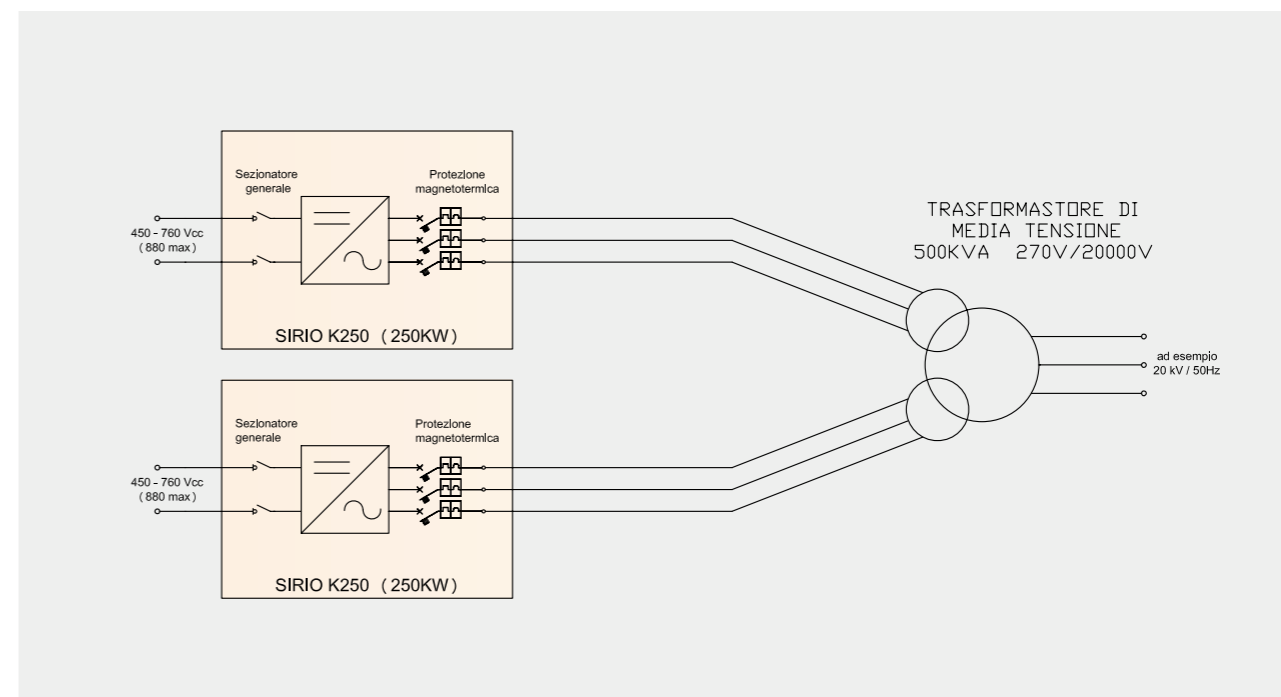 Sezionatore
generale
Protezione
magnetotermica
450 - 760 Vcc
( 880 max )
SIRIO K250 ( 250KW )
TRASFORMASTORE DI
MEDIA TENSIONE
500KVA 270V/20000V
ad esempio
20 kV / 50Hz
Sezionatore
generale
Protezione
magnetotermica
450 - 760 Vcc
( 880 max )
SIRIO K250 ( 250KW )